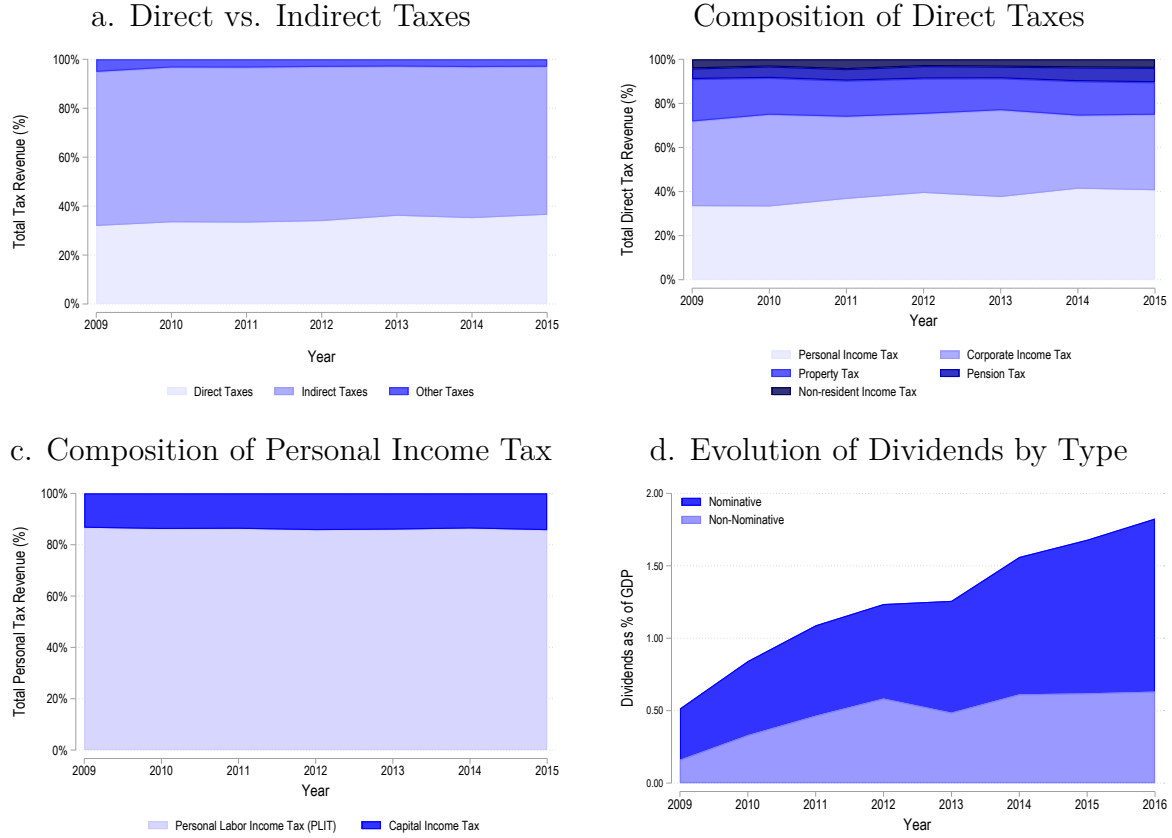 a. Direct vs. Indirect Taxes
Total Tax Revenue (%)
100%
80%
60%
40%
20%
0%
2009 2010 2011 2012 2013 2014 2015
Year
Direct Taxes Indirect Taxes Other Taxes
Composition of Direct Taxes
Total Direct Tax Revenue (%)
100%
80%
60%
40%
20%
0%
2009 2010 2011 2012 2013 2014 2015
Year
Personal Income Tax Corporate Income Tax
Property Tax Pension Tax
Non-resident Income Tax
c. Composition of Personal Income Tax
Total Personal Tax Revenue (%)
100%
80%
60%
40%
20%
0%
2009 2010 2011 2012 2013 2014 2015
Year
Personal Labor Income Tax (PLIT) Capital Income Tax
d. Evolution of Dividends by Type
Dividends as % of GDP
2.00
1.50
1.00
0.50
0.00
Nominative
Non-Nominative
2009 2010 2011 2012 2013 2014 2015 2016
Year